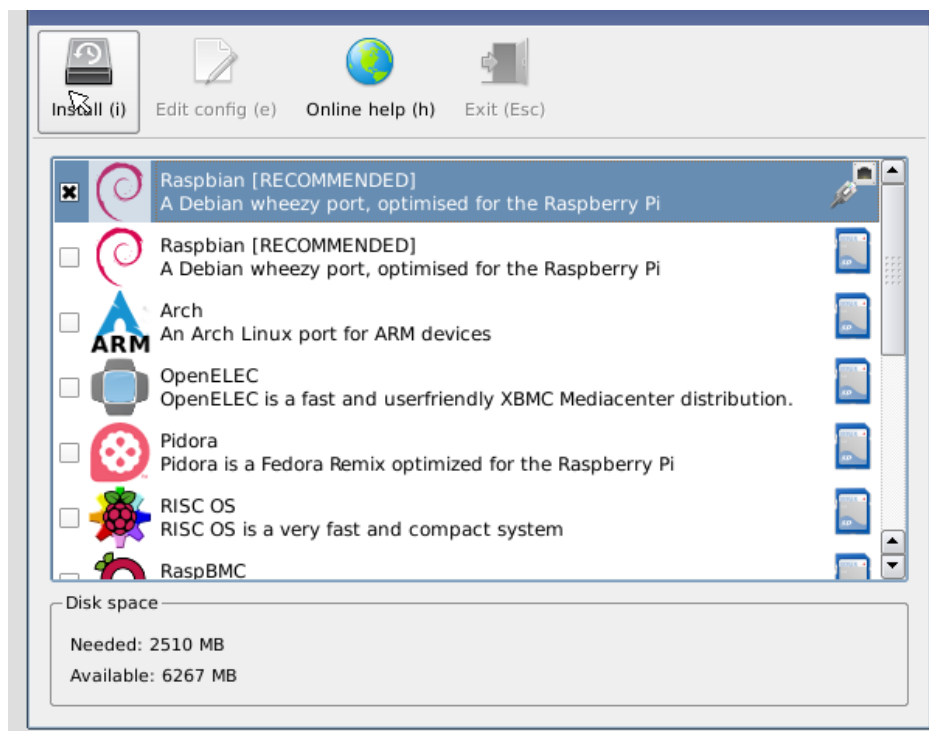 Install (i)
Edit config (e)
Online help (h)
Exit (Esc)
Raspbian [RECOMMENDED]
A Debian wheezy port, optimised for the Raspberry Pi
Raspbian [RECOMMENDED]
A Debian wheezy port, optimised for the Raspberry Pi
Arch
An Arch Linux port for ARM devices
ARM
OpenELEC
OpenELEC is a fast and userfriendly XBMC Mediacenter distribution.
Pidora
Pidora is a Fedora Remix optimized for the Raspberry Pi
RISC OS
RISC OS is a very fast and compact system
RaspBMC
Disk space
Needed: 2510 MB
Available: 6267 MB